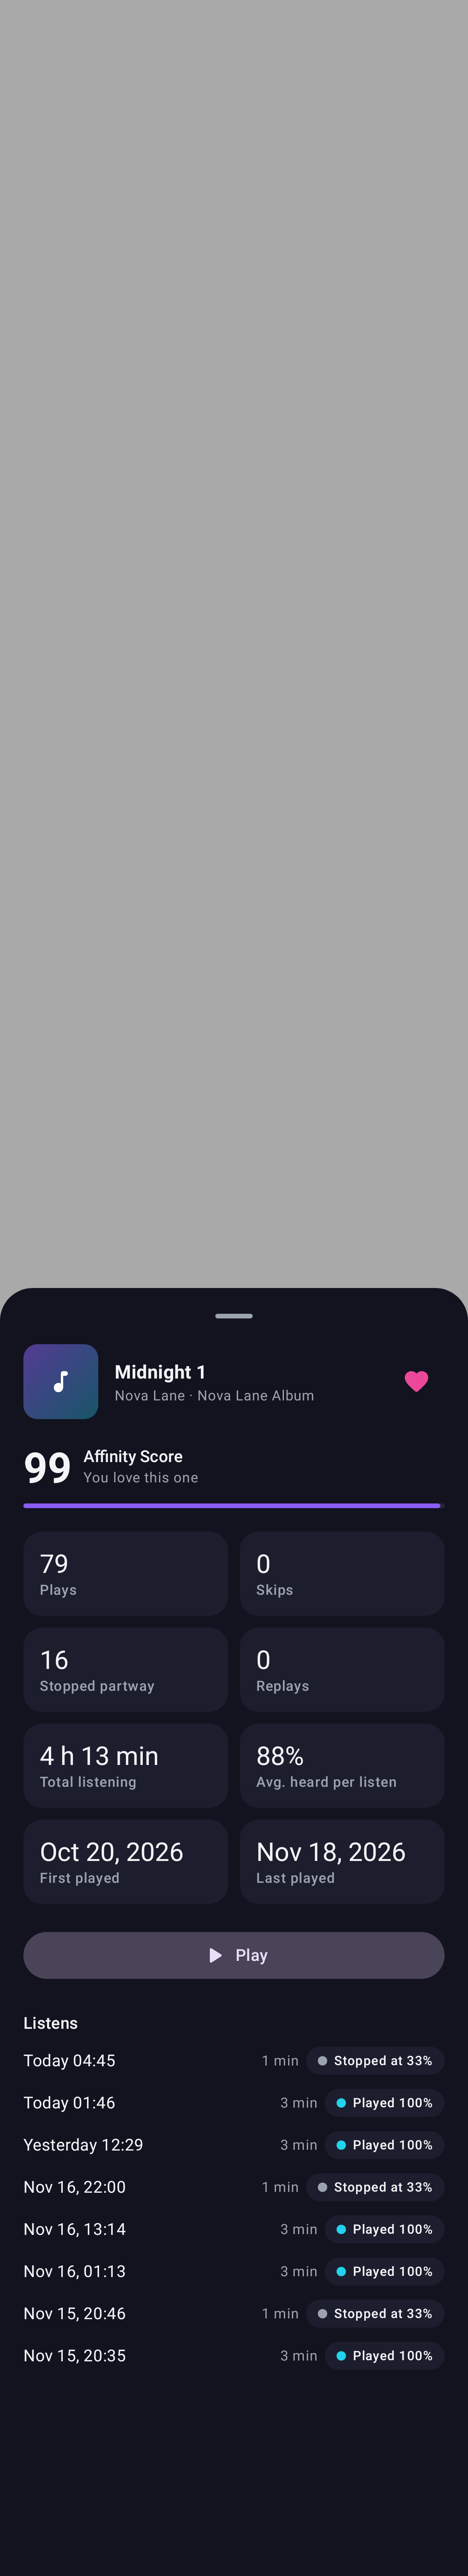 Midnight 1
Nova Lane · Nova Lane Album
99
Affinity Score
You love this one
79
Plays
0
Skips
16
Stopped partway
0
Replays
4 h 13 min
Total listening
88%
Avg. heard per listen
Oct 20, 2026
First played
Nov 18, 2026
Last played
Play
Listens
Today 04:45 1 min Stopped at 33%
Today 01:46 3 min Played 100%
Yesterday 12:29 3 min Played 100%
Nov 16, 22:00 1 min Stopped at 33%
Nov 16, 13:14 3 min Played 100%
Nov 16, 01:13 3 min Played 100%
Nov 15, 20:46 1 min Stopped at 33%
Nov 15, 20:35 3 min Played 100%